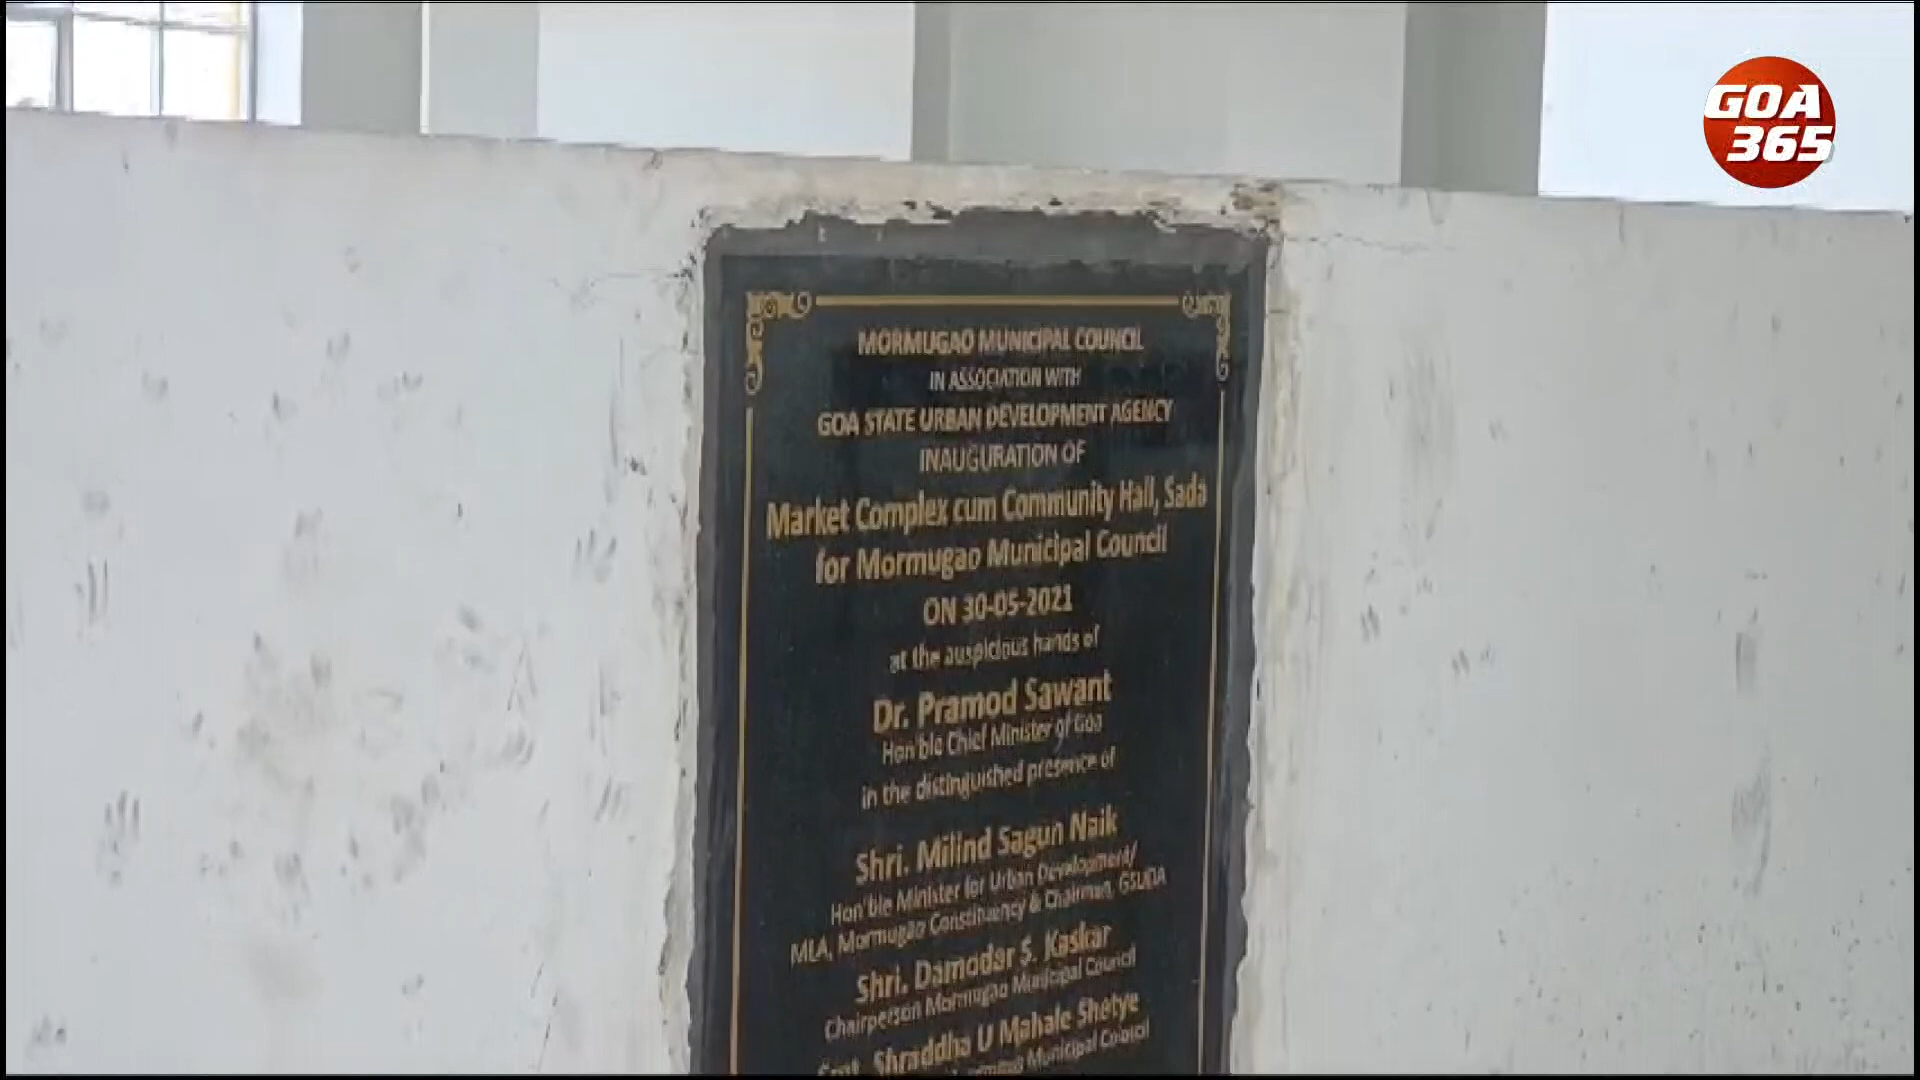 GOA
365
MORMUGAO MUNICIPAL COUNCIL
IN ASSOCIATION WITH
GOA STATE URBAN DEVELOPMENT AGENCY
INAUGURATION OF
Market Complex cum Community Hall, Sada
for Mormugao Municipal Council
ON 30-05-2021
at the auspicious hands of
Dr. Pramod Sawant
Hon'ble Chief Minister of Goa
in the distinguished presence of
Shri. Milind Sagun Naik
Hon'ble Minister for Urban Development/
MLA, Mormugao Constituency & Chairman, GSUDA
Shri. Damodar S. Kaskar
Chairperson Mormugao Municipal Council
Smt. Shraddha U Mahale Shetye
Municipal Council